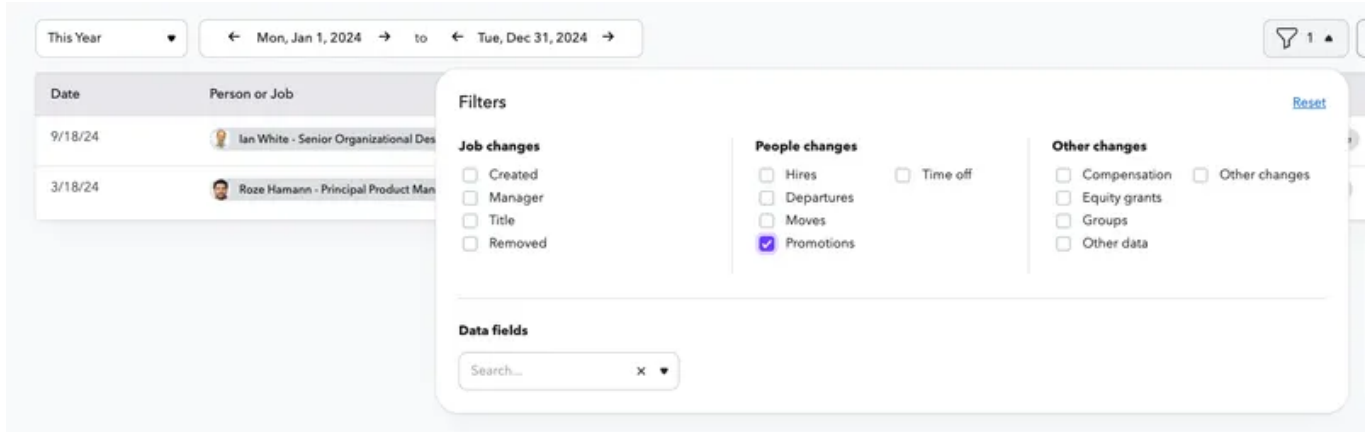 This Year
Mon, Jan 1, 2024 to Tue, Dec 31, 2024
1
Date Person or Job
9/18/24 Ian White - Senior Organizational Des
3/18/24 Roze Hamann - Principal Product Man
Filters Reset
Job changes
Created
Manager
Title
Removed
People changes
Hires Time off
Departures
Moves
Promotions
Other changes
Compensation Other changes
Equity grants
Groups
Other data
Data fields
Search...